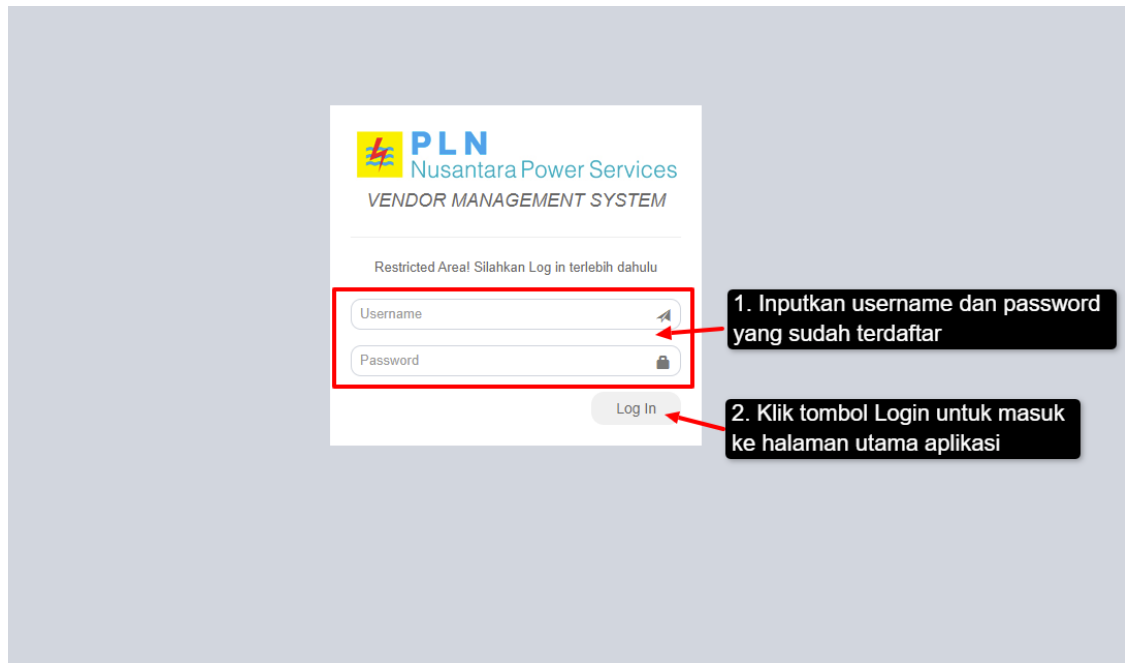 PLN
Nusantara Power Services
VENDOR MANAGEMENT SYSTEM
Restricted Area! Silahkan Log in terlebih dahulu
Username
Password
Log In
1. Inputkan username dan password
yang sudah terdaftar
2. Klik tombol Login untuk masuk
ke halaman utama aplikasi